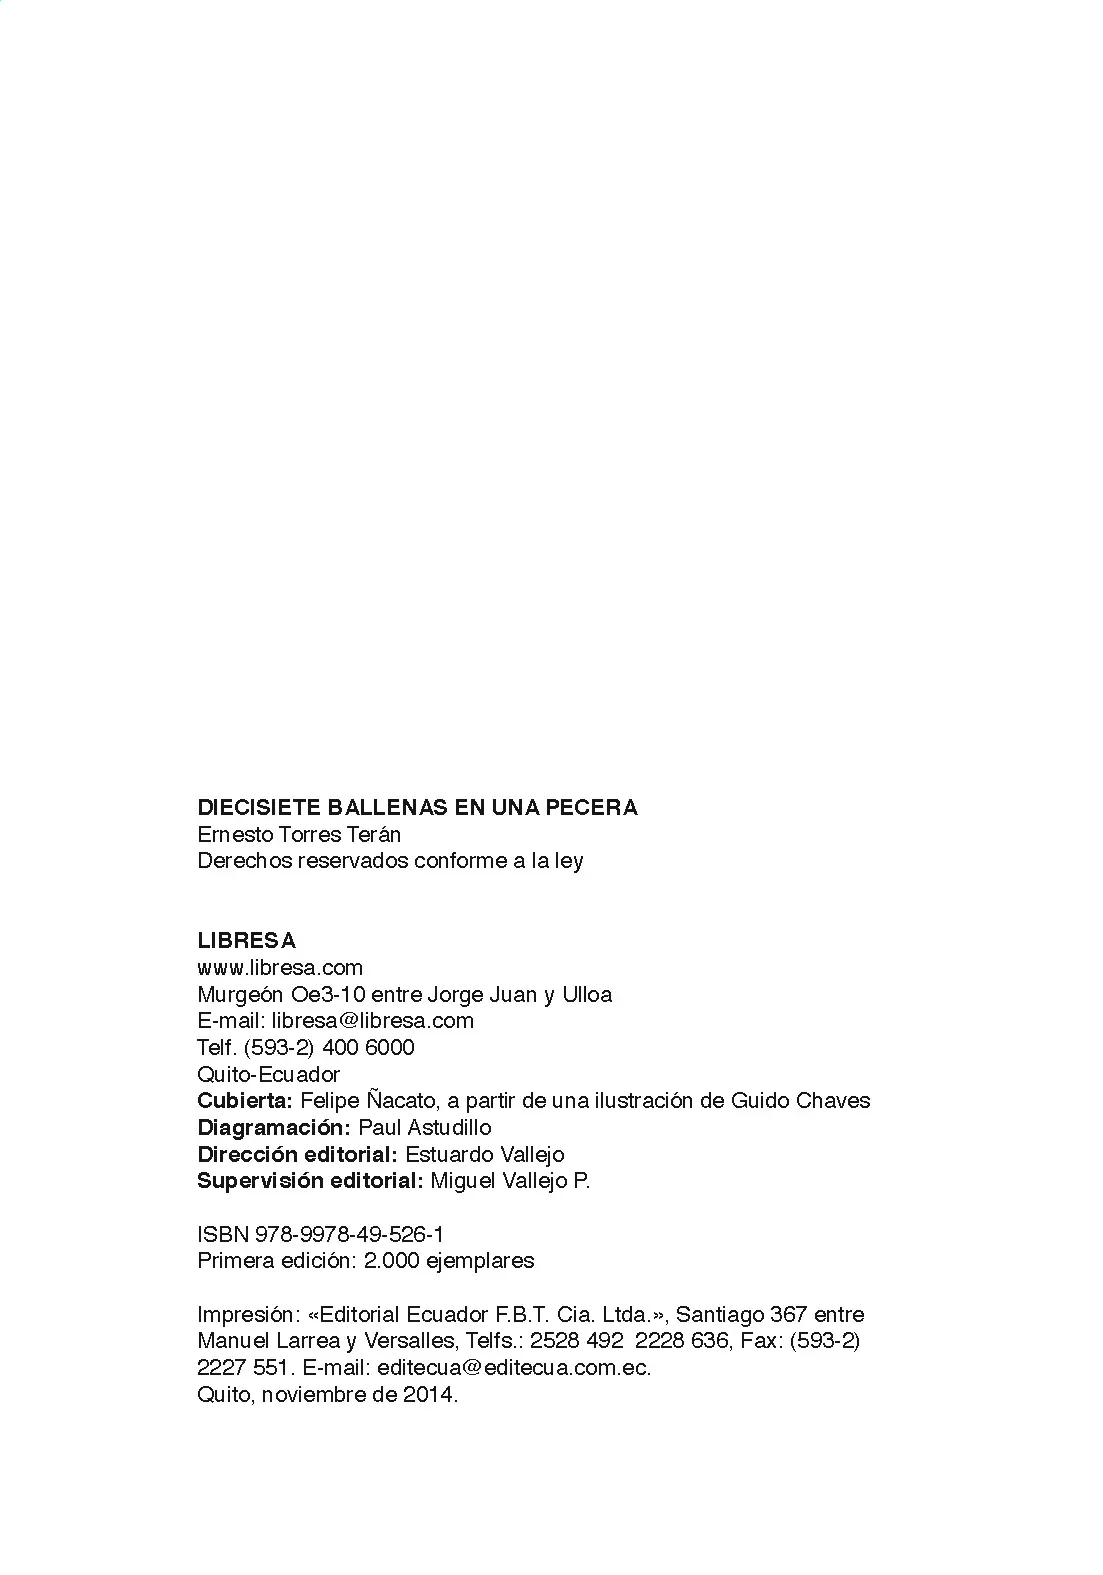 DIECISIETE BALLENAS EN UNA PECERA
Ernesto Torres Terán
Derechos reservados conforme a la ley
LIBRESA
www.libresa.com
Murgeón Oe3-10 entre Jorge Juan y Ulloa
E-mail: libresa@libresa.com
Telf. (593-2) 400 6000
Quito-Ecuador
Cubierta: Felipe Ñacato, a partir de una ilustración de Guido Chaves
Diagramación: Paul Astudillo
Dirección editorial: Estuardo Vallejo
Supervisión editorial: Miguel Vallejo P.
ISBN 978-9978-49-526-1
Primera edición: 2.000 ejemplares
Impresión: «Editorial Ecuador F.B.T. Cia. Ltda.», Santiago 367 entre
Manuel Larrea y Versalles, Telfs.: 2528 492  2228 636, Fax: (593-2)
2227 551. E-mail: editecua@editecua.com.ec.
Quito, noviembre de 2014.